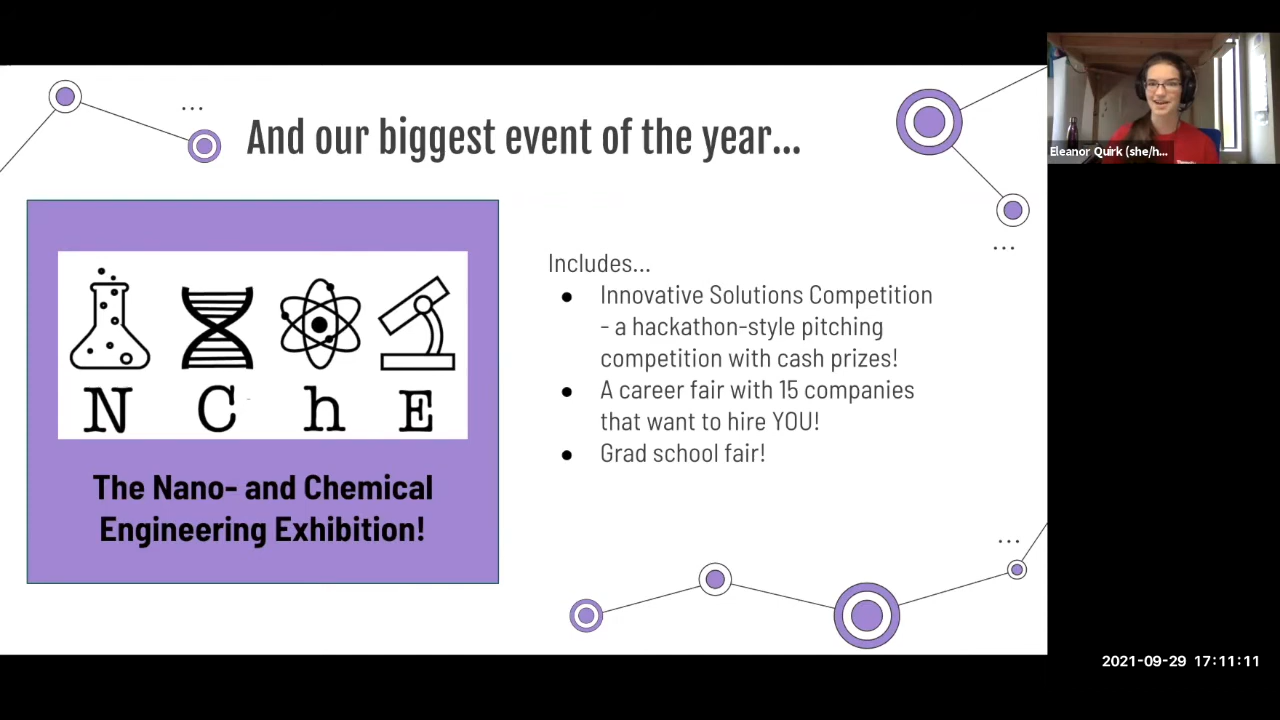 And our biggest event of the year...
N C h E
The Nano- and Chemical
Engineering Exhibition!
Includes...
● Innovative Solutions Competition
- a hackathon-style pitching
competition with cash prizes!
● A career fair with 15 companies
that want to hire YOU!
● Grad school fair!
Eleanor Quirk (she/h...
2021-09-29 17:11:11